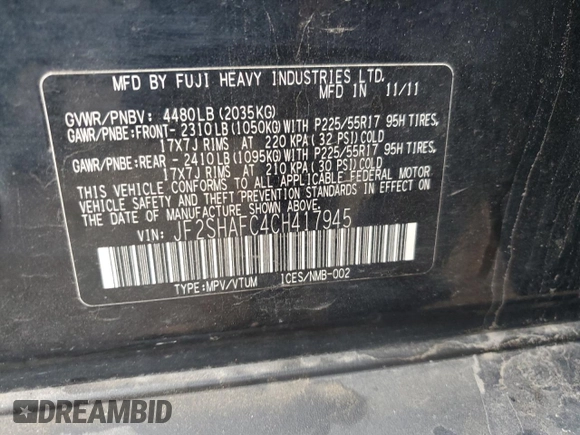 MFD BY FUJI HEAVY INDUSTRIES LTD.
MFD IN 11/11
GVWR/PNBV: 4480LB (2035KG)
GAWR/PNBE:FRONT- 2310LB (1050KG) WITH P225/55R17 95H TIRES,
17X7J RIMS AT 220 KPA (32 PSI) COLD
GAWR/PNBE:REAR - 2410LB (1095KG) WITH P225/55R17 95H TIRES,
17X7J RIMS AT 210 KPA (30 PSI) COLD
THIS VEHICLE CONFORMS TO ALL APPLICABLE FEDERAL MOTOR
VEHICLE SAFETY AND THEFT PREVENTION STANDARDS IN EFFECT
ON THE DATE OF MANUFACTURE SHOWN ABOVE.
VIN: JF2SHAFC4CH417945
TYPE:MPV/VTUM ICES/NMB-002
DREAMBID